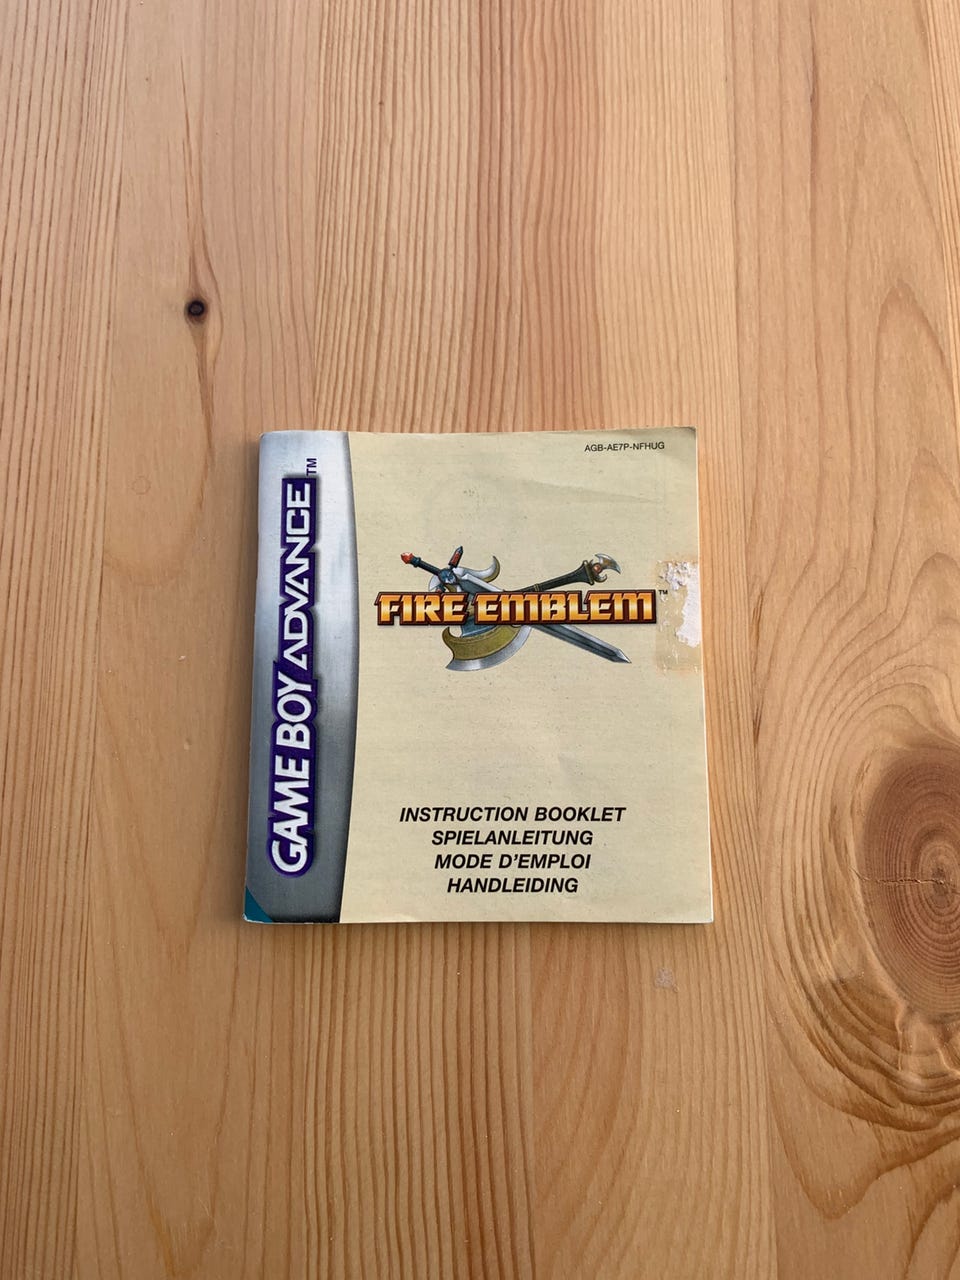 AGB-AE7P-NFHUG
GAME BOY ADVANCE™
FIRE EMBLEM™
INSTRUCTION BOOKLET
SPIELANLEITUNG
MODE D'EMPLOI
HANDLEIDING